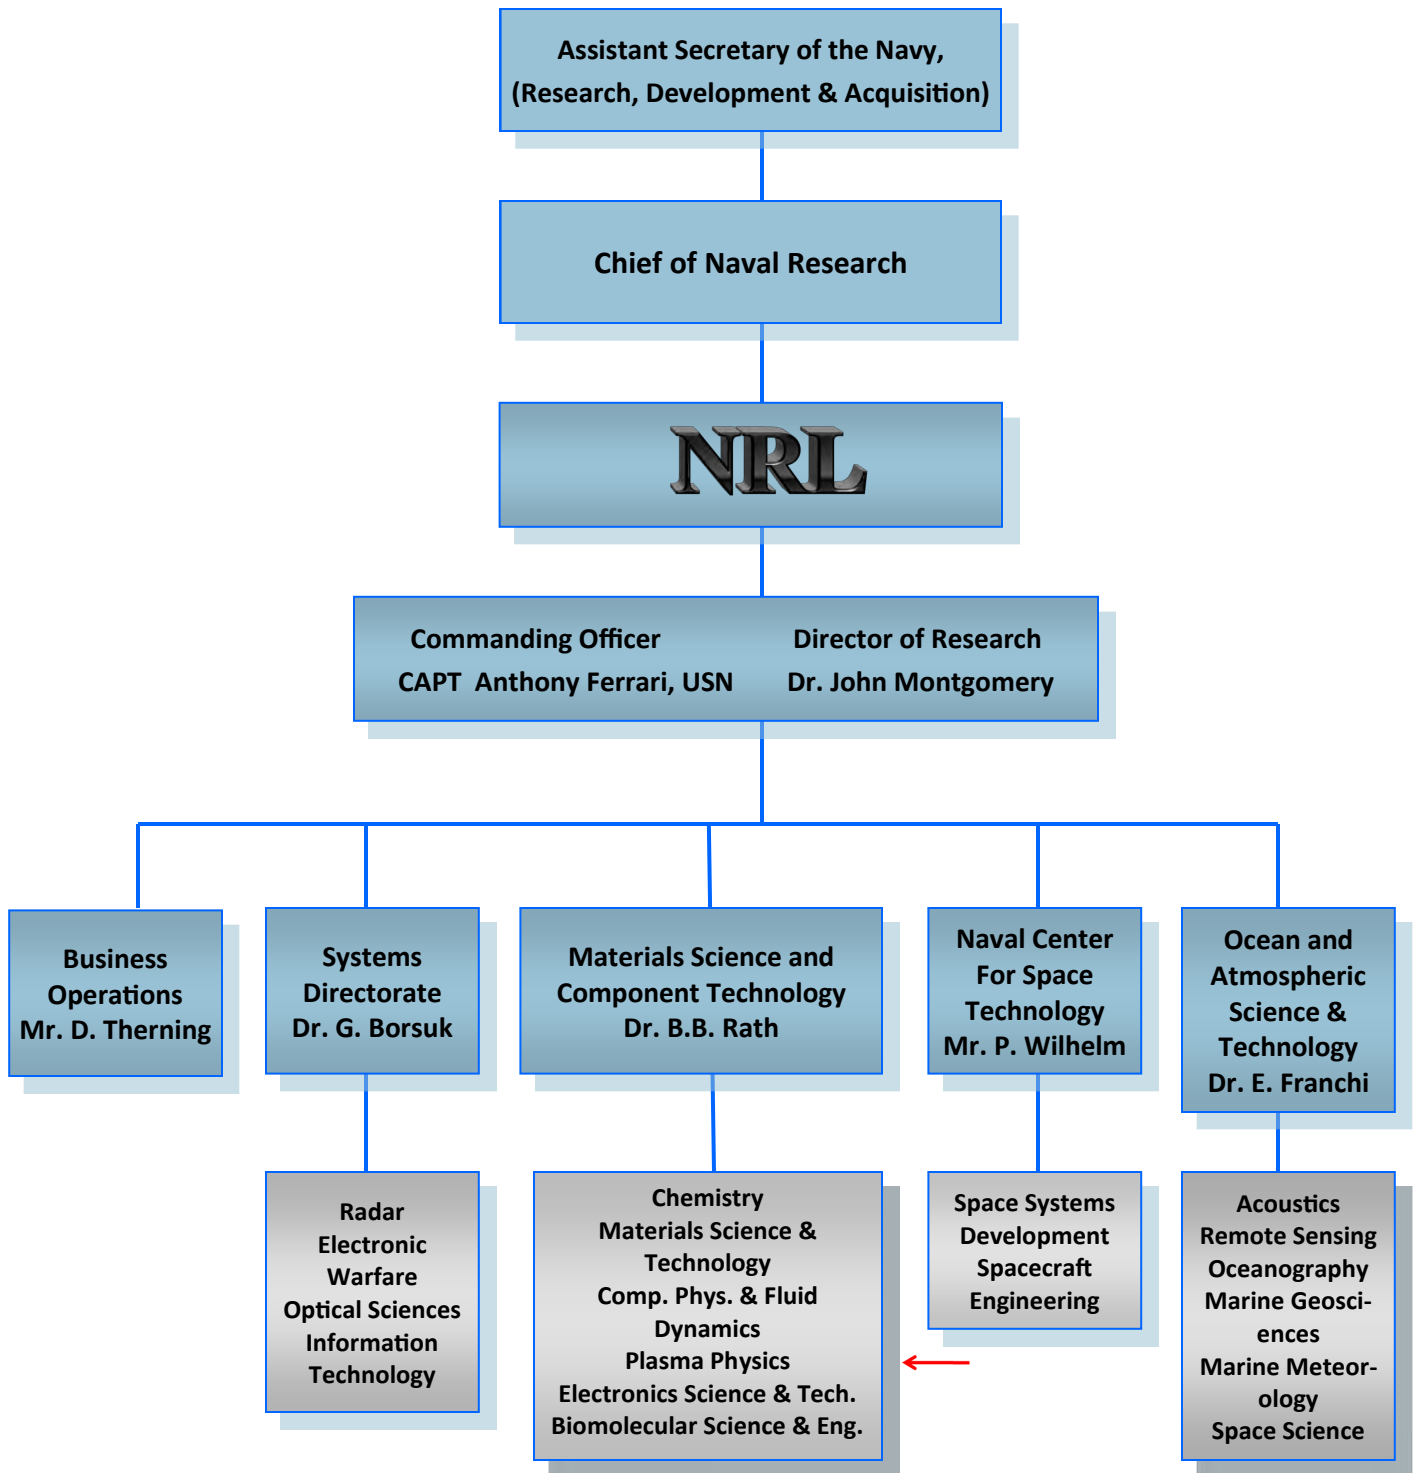 Assistant Secretary of the Navy,
(Research, Development & Acquisition)
Chief of Naval Research
NRL
Commanding Officer
CAPT  Anthony Ferrari, USN
Director of Research
Dr. John Montgomery
Business
Operations
Mr. D. Therning
Systems
Directorate
Dr. G. Borsuk
Materials Science and
Component Technology
Dr. B.B. Rath
Naval Center
For Space
Technology
Mr. P. Wilhelm
Ocean and
Atmospheric
Science &
Technology
Dr. E. Franchi
Radar
Electronic
Warfare
Optical Sciences
Information
Technology
Chemistry
Materials Science &
Technology
Comp. Phys. & Fluid
Dynamics
Plasma Physics
Electronics Science & Tech.
Biomolecular Science & Eng.
Space Systems
Development
Spacecraft
Engineering
Acoustics
Remote Sensing
Oceanography
Marine Geosci-
ences
Marine Meteor-
ology
Space Science